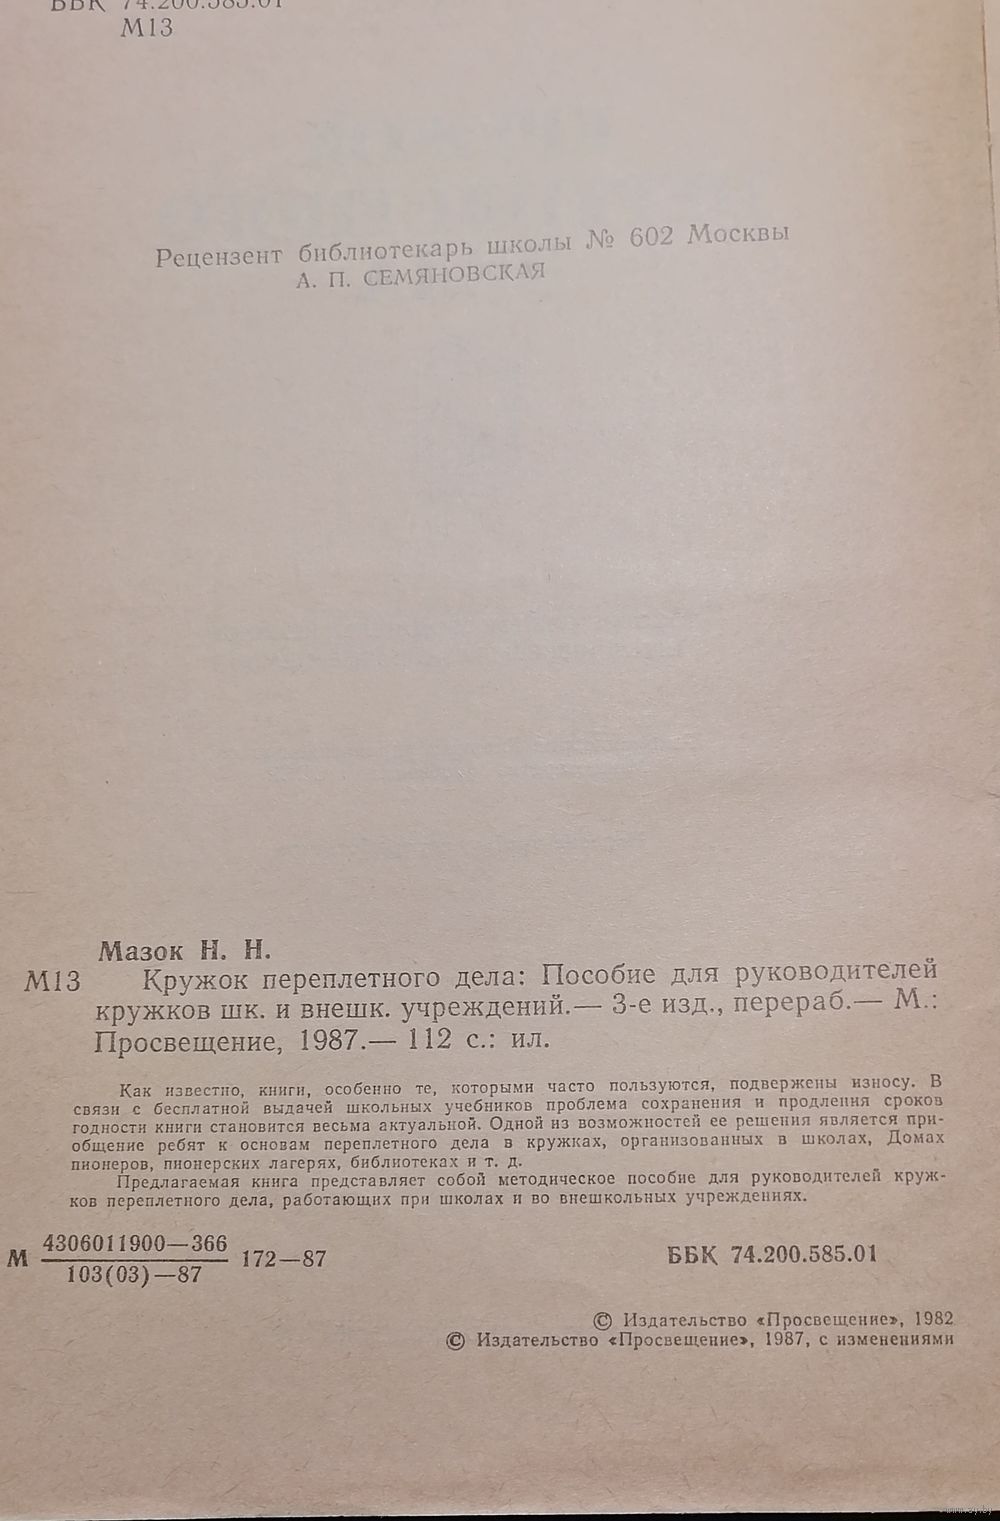 ББК 74.200.585.01
М13
Рецензент библиотекарь школы № 602 Москвы
А. П. СЕМЯНОВСКАЯ
Мазок Н. Н.
М13 Кружок переплетного дела: Пособие для руководителей
кружков шк. и внешк. учреждений.— 3-е изд., перераб.— М.:
Просвещение, 1987.— 112 с.: ил.
Как известно, книги, особенно те, которыми часто пользуются, подвержены износу. В
связи с бесплатной выдачей школьных учебников проблема сохранения и продления сроков
годности книги становится весьма актуальной. Одной из возможностей ее решения является при-
общение ребят к основам переплетного дела в кружках, организованных в школах, Домах
пионеров, пионерских лагерях, библиотеках и т. д.
Предлагаемая книга представляет собой методическое пособие для руководителей круж-
ков переплетного дела, работающих при школах и во внешкольных учреждениях.
М 4306011900—366 172—87 ББК 74.200.585.01
103(03)—87
© Издательство «Просвещение», 1982
© Издательство «Просвещение», 1987, с изменениями